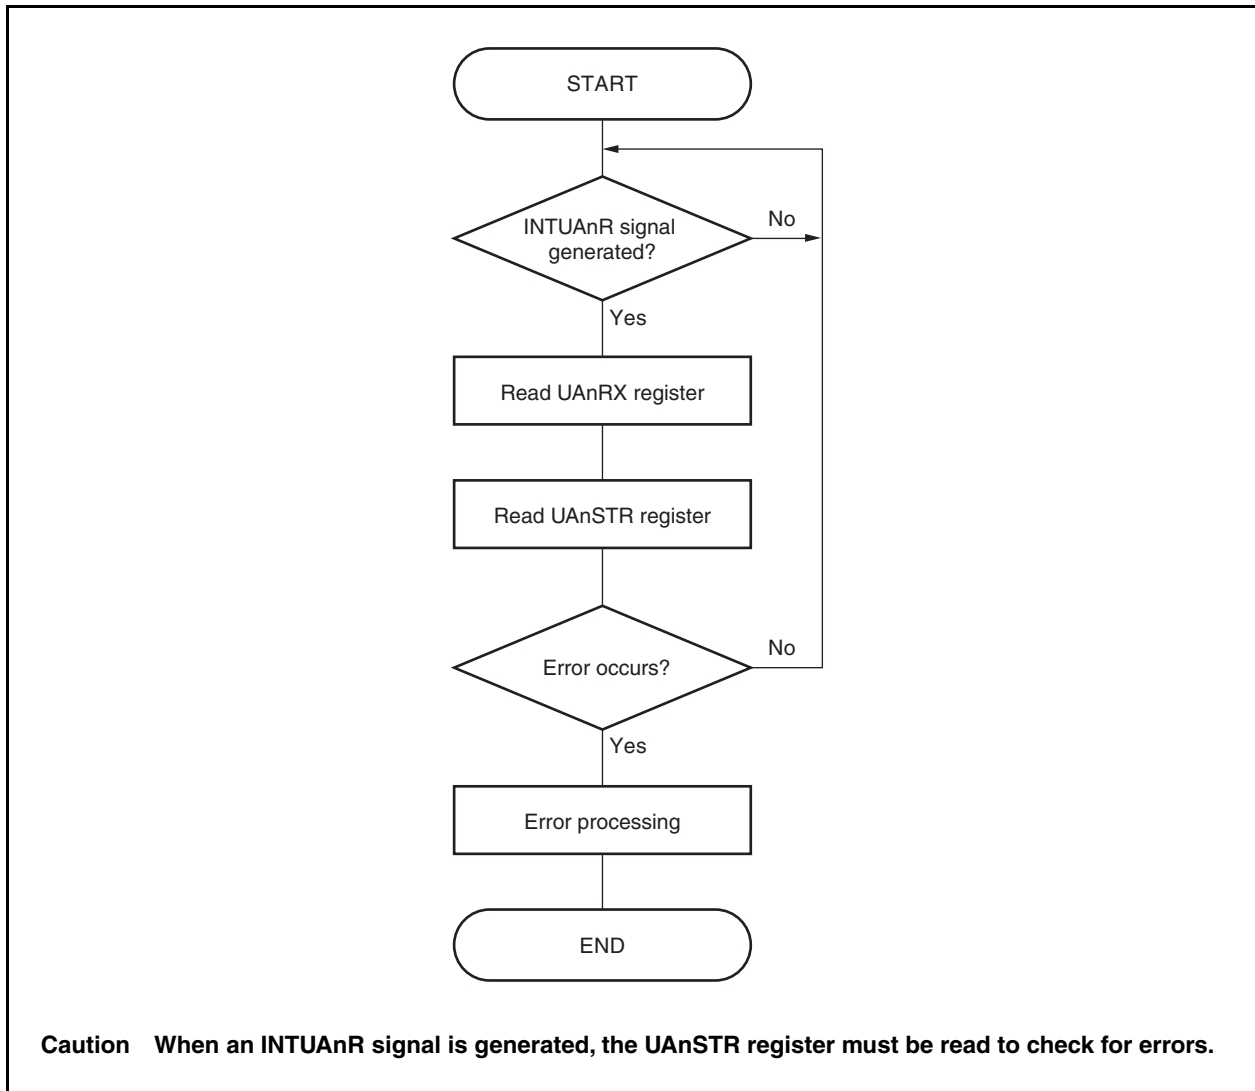 START
INTUAnR signal
generated?
No
Yes
Read UAnRX register
Read UAnSTR register
Error occurs?
No
Yes
Error processing
END
Caution When an INTUAnR signal is generated, the UAnSTR register must be read to check for errors.